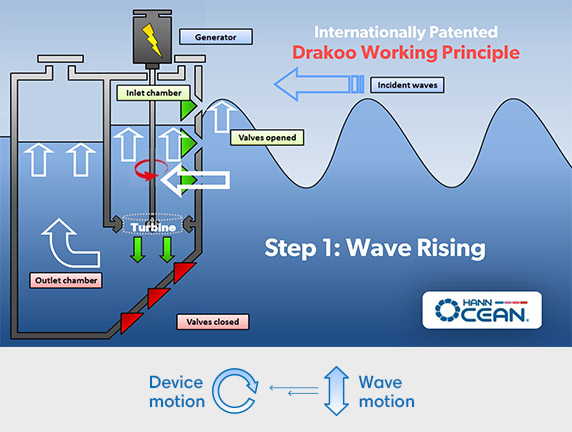 Internationally Patented
Drakoo Working Principle
Generator
Inlet chamber
Incident waves
Valves opened
Turbine
Step 1: Wave Rising
Outlet chamber
Valves closed
HANN
OCEAN®
Device
motion
Wave
motion